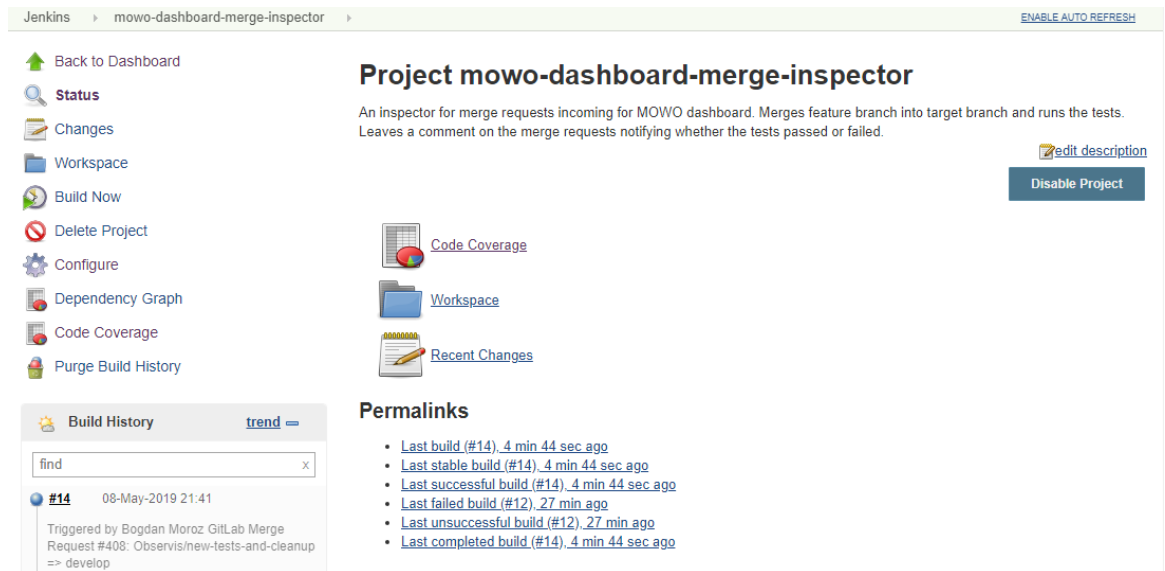 Jenkins mowo-dashboard-merge-inspector
ENABLE AUTO REFRESH
Back to Dashboard
Status
Changes
Workspace
Build Now
Delete Project
Configure
Dependency Graph
Code Coverage
Purge Build History
Build History trend
find x
#14 08-May-2019 21:41
Triggered by Bogdan Moroz GitLab Merge
Request #408: Observis/new-tests-and-cleanup
=> develop
Project mowo-dashboard-merge-inspector
An inspector for merge requests incoming for MOWO dashboard. Merges feature branch into target branch and runs the tests.
Leaves a comment on the merge requests notifying whether the tests passed or failed.
edit description
Disable Project
Code Coverage
Workspace
Recent Changes
Permalinks
• Last build (#14), 4 min 44 sec ago
• Last stable build (#14), 4 min 44 sec ago
• Last successful build (#14), 4 min 44 sec ago
• Last failed build (#12), 27 min ago
• Last unsuccessful build (#12), 27 min ago
• Last completed build (#14), 4 min 44 sec ago